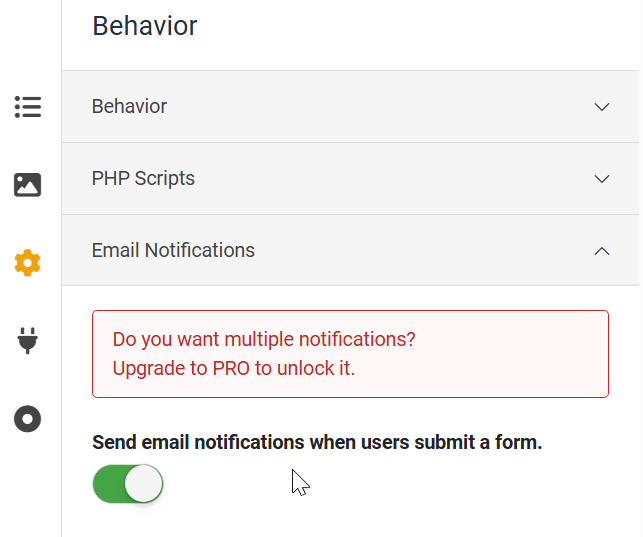 Behavior
Behavior
PHP Scripts
Email Notifications
Do you want multiple notifications?
Upgrade to PRO to unlock it.
Send email notifications when users submit a form.